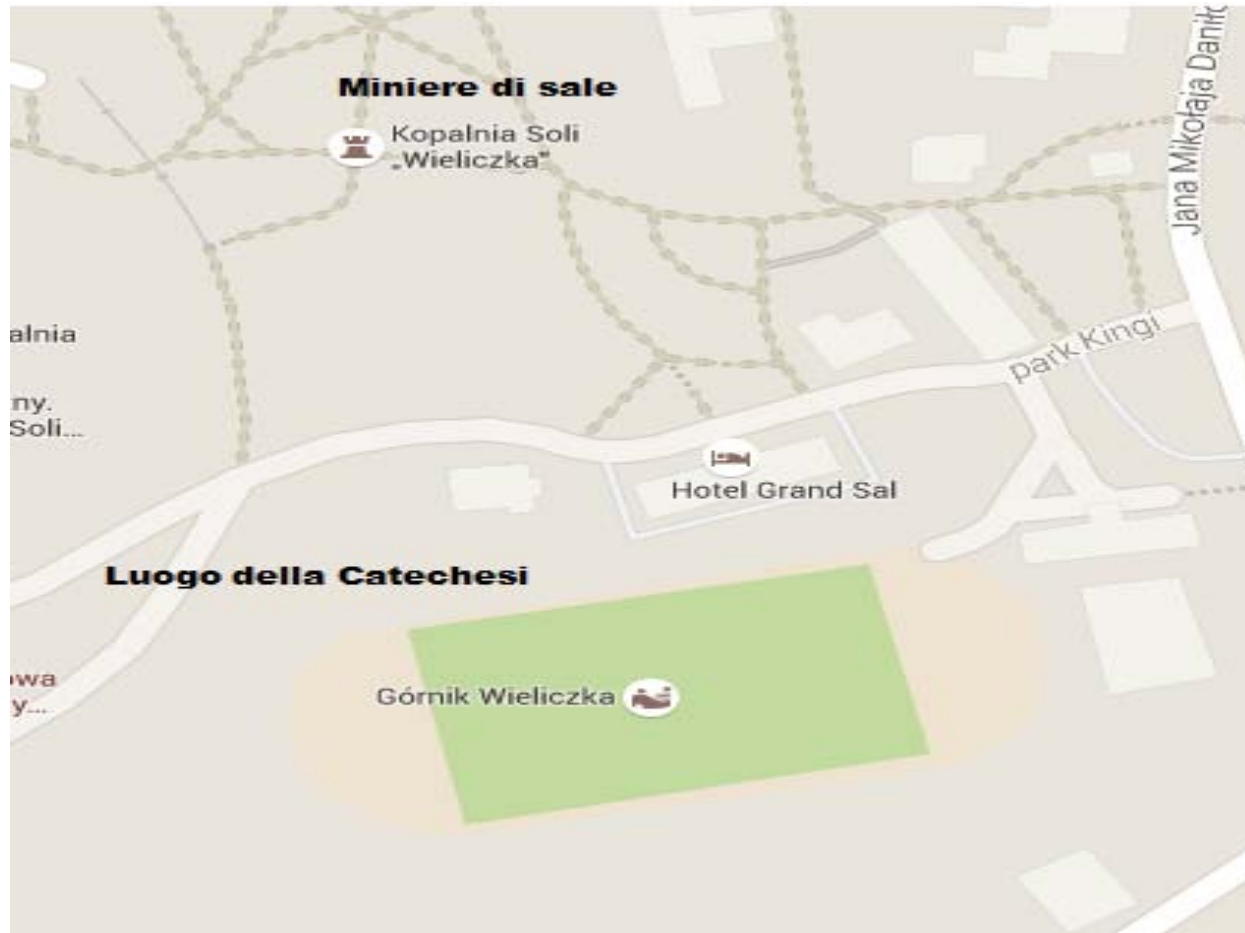 Miniere di sale
Kopalnia Soli
„Wieliczka"
Jana Mikołaja Daniło
alnia
ny.
Soli...
park Kingi
Hotel Grand Sal
Luogo della Catechesi
owa
y...
Górnik Wieliczka